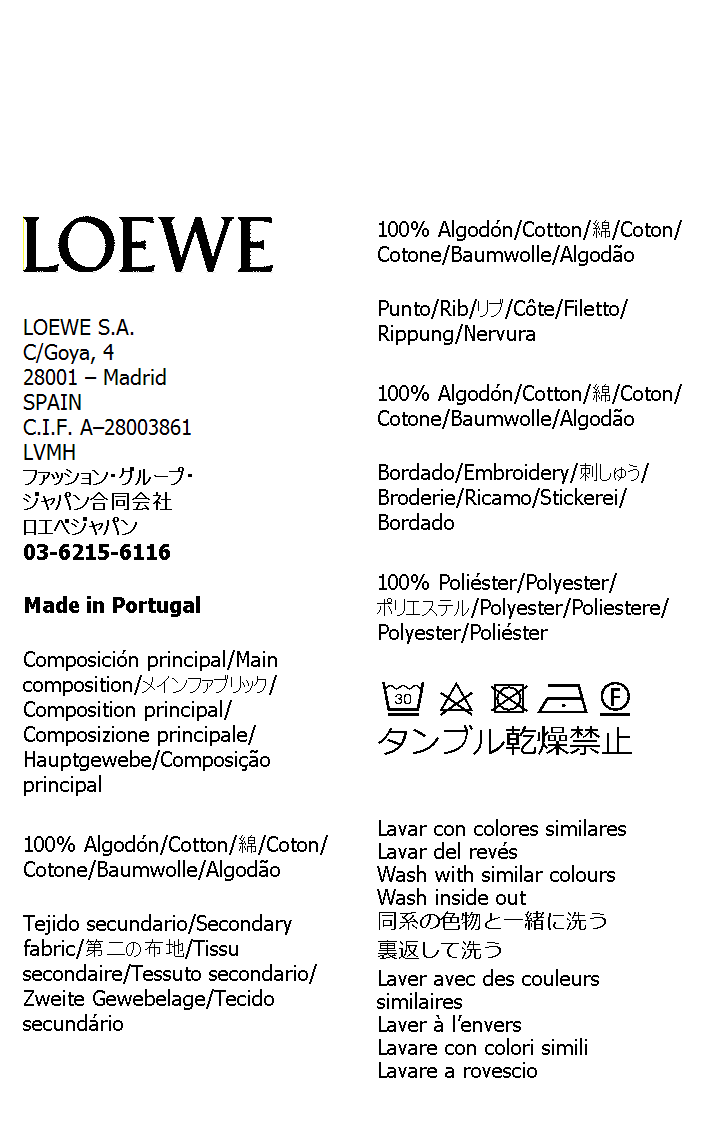 LOEWE
LOEWE S.A.
C/Goya, 4
28001 – Madrid
SPAIN
C.I.F. A–28003861
LVMH
ファッション・グループ・
ジャパン合同会社
ロエベジャパン
03-6215-6116
Made in Portugal
Composición principal/Main
composition/メインファブリック/
Composition principal/
Composizione principale/
Hauptgewebe/Composição
principal
100% Algodón/Cotton/綿/Coton/
Cotone/Baumwolle/Algodão
Tejido secundario/Secondary
fabric/第二の布地/Tissu
secondaire/Tessuto secondario/
Zweite Gewebelage/Tecido
secundário
100% Algodón/Cotton/綿/Coton/
Cotone/Baumwolle/Algodão
Punto/Rib/リブ/Côte/Filetto/
Rippung/Nervura
100% Algodón/Cotton/綿/Coton/
Cotone/Baumwolle/Algodão
Bordado/Embroidery/刺しゅう/
Broderie/Ricamo/Stickerei/
Bordado
100% Poliéster/Polyester/
ポリエステル/Polyester/Poliestere/
Polyester/Poliéster
30 F
タンブル乾燥禁止
Lavar con colores similares
Lavar del revés
Wash with similar colours
Wash inside out
同系の色物と一緒に洗う
裏返して洗う
Laver avec des couleurs
similaires
Laver à l’envers
Lavare con colori simili
Lavare a rovescio